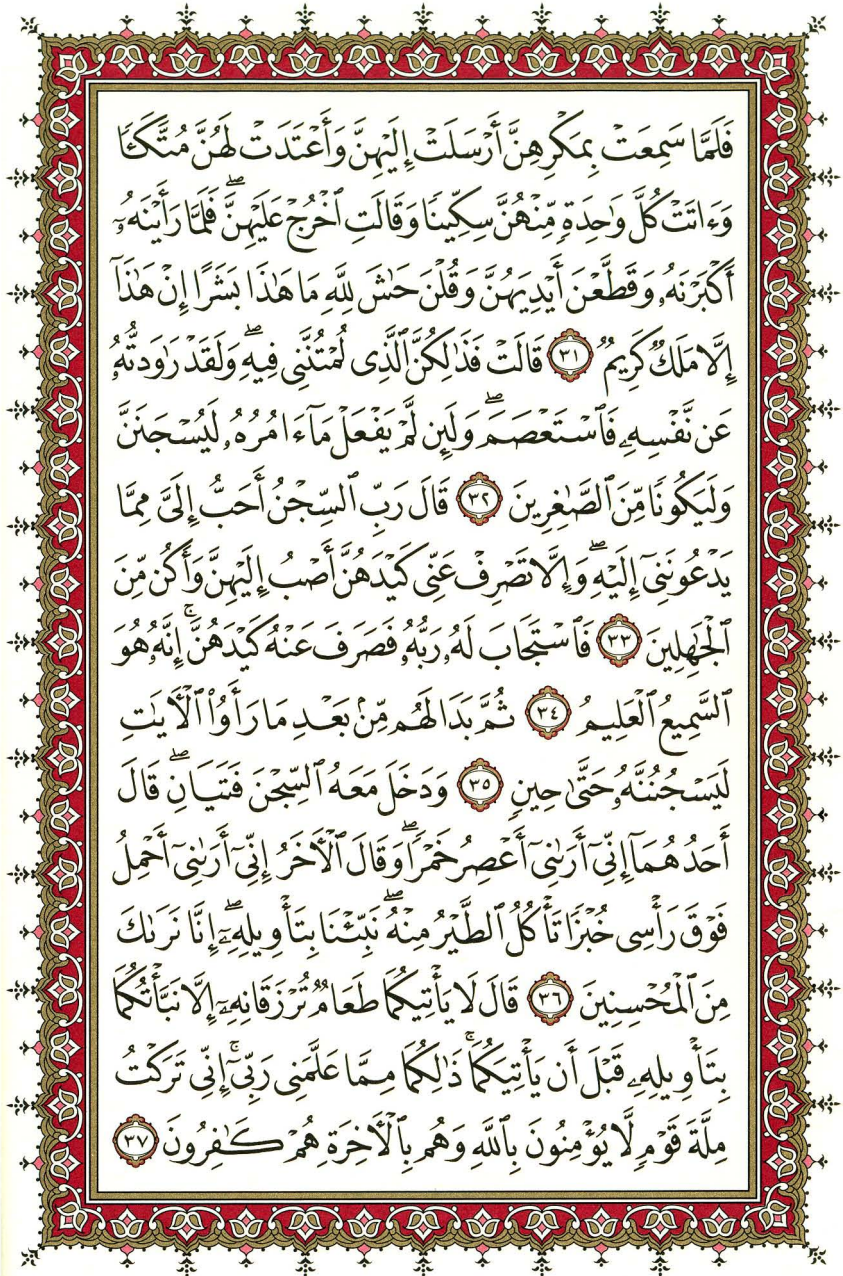 فَلَمَّا سَمِعَتْ بِمَكْرِهِنَّ أَرْسَلَتْ إِلَيْهِنَّ وَأَعْتَدَتْ لَهُنَّ مُتَّكَـًٔا
وَءَاتَتْ كُلَّ وَٰحِدَةٍ مِّنْهُنَّ سِكِّينًا وَقَالَتِ ٱخْرُجْ عَلَيْهِنَّ ۖ فَلَمَّا رَأَيْنَهُۥٓ
أَكْبَرْنَهُۥ وَقَطَّعْنَ أَيْدِيَهُنَّ وَقُلْنَ حَٰشَ لِلَّهِ مَا هَٰذَا بَشَرًا إِنْ هَٰذَآ
إِلَّا مَلَكٌ كَرِيمٌ ٣١ قَالَتْ فَذَٰلِكُنَّ ٱلَّذِى لُمْتُنَّنِى فِيهِ ۖ وَلَقَدْ رَٰوَدتُّهُۥ
عَن نَّفْسِهِۦ فَٱسْتَعْصَمَ ۖ وَلَئِن لَّمْ يَفْعَلْ مَآ ءَامُرُهُۥ لَيُسْجَنَنَّ
وَلَيَكُونًا مِّنَ ٱلصَّٰغِرِينَ ٣٢ قَالَ رَبِّ ٱلسِّجْنُ أَحَبُّ إِلَىَّ مِمَّا
يَدْعُونَنِىٓ إِلَيْهِ ۖ وَإِلَّا تَصْرِفْ عَنِّى كَيْدَهُنَّ أَصْبُ إِلَيْهِنَّ وَأَكُن مِّنَ
ٱلْجَٰهِلِينَ ٣٣ فَٱسْتَجَابَ لَهُۥ رَبُّهُۥ فَصَرَفَ عَنْهُ كَيْدَهُنَّ ۚ إِنَّهُۥ هُوَ
ٱلسَّمِيعُ ٱلْعَلِيمُ ٣٤ ثُمَّ بَدَا لَهُم مِّنۢ بَعْدِ مَا رَأَوُا۟ ٱلْـَٔايَٰتِ
لَيَسْجُنُنَّهُۥ حَتَّىٰ حِينٍ ٣٥ وَدَخَلَ مَعَهُ ٱلسِّجْنَ فَتَيَانِ ۖ قَالَ
أَحَدُهُمَآ إِنِّىٓ أَرَىٰنِىٓ أَعْصِرُ خَمْرًا ۖ وَقَالَ ٱلْـَٔاخَرُ إِنِّىٓ أَرَىٰنِىٓ أَحْمِلُ
فَوْقَ رَأْسِى خُبْزًا تَأْكُلُ ٱلطَّيْرُ مِنْهُ ۖ نَبِّئْنَا بِتَأْوِيلِهِۦٓ ۖ إِنَّا نَرَىٰكَ
مِنَ ٱلْمُحْسِنِينَ ٣٦ قَالَ لَا يَأْتِيكُمَا طَعَامٌ تُرْزَقَانِهِۦٓ إِلَّا نَبَّأْتُكُمَا
بِتَأْوِيلِهِۦ قَبْلَ أَن يَأْتِيَكُمَا ۚ ذَٰلِكُمَا مِمَّا عَلَّمَنِى رَبِّىٓ ۚ إِنِّى تَرَكْتُ
مِلَّةَ قَوْمٍ لَّا يُؤْمِنُونَ بِٱللَّهِ وَهُم بِٱلْـَٔاخِرَةِ هُمْ كَٰفِرُونَ ٣٧